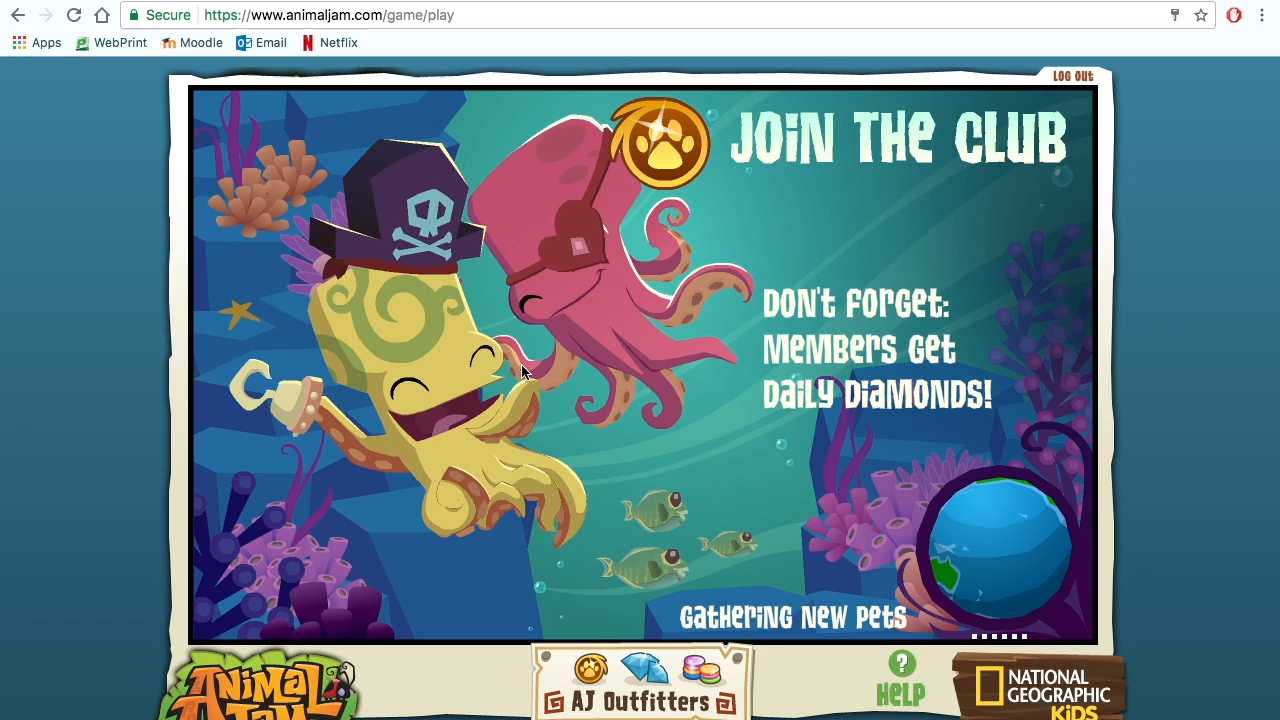 Secure https://www.animaljam.com/game/play
Apps WebPrint Moodle Email Netflix
LOG OUT
JOIN THE CLUB
DON'T FORGET:
MEMBERS GET
DAILY DIAMONDS!
GATHERING NEW PETS
ANIMAL
JAM
AJ Outfitters
?
HELP
NATIONAL
GEOGRAPHIC
KiDS